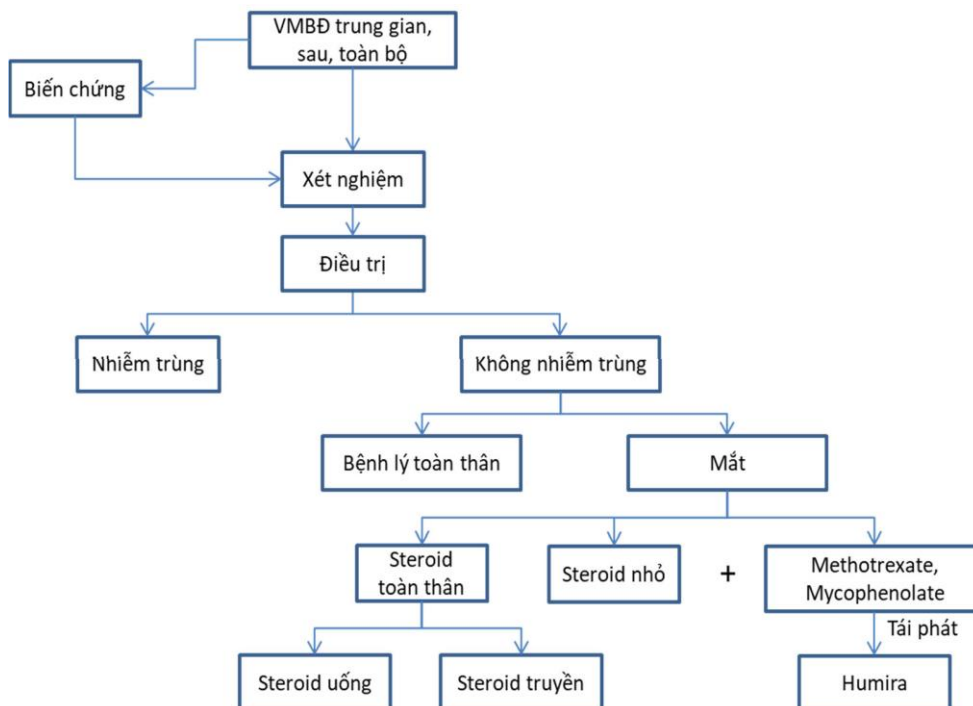 VMBĐ trung gian,
sau, toàn bộ
Biến chứng
Xét nghiệm
Điều trị
Nhiễm trùng
Không nhiễm trùng
Bệnh lý toàn thân
Mắt
Steroid
toàn thân
Steroid nhỏ
+
Methotrexate,
Mycophenolate
Tái phát
Steroid uống
Steroid truyền
Humira